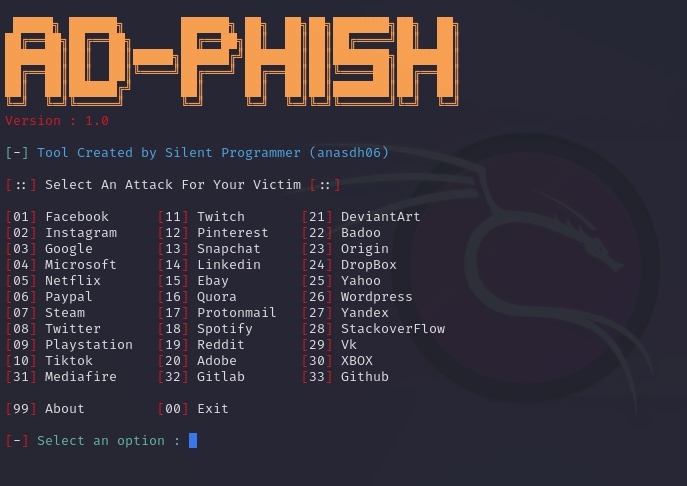 AD-PHISH
Version : 1.0
[-] Tool Created by Silent Programmer (anasdh06)
[::] Select An Attack For Your Victim [::]
[01] Facebook [11] Twitch [21] DeviantArt
[02] Instagram [12] Pinterest [22] Badoo
[03] Google [13] Snapchat [23] Origin
[04] Microsoft [14] Linkedin [24] DropBox
[05] Netflix [15] Ebay [25] Yahoo
[06] Paypal [16] Quora [26] Wordpress
[07] Steam [17] Protonmail [27] Yandex
[08] Twitter [18] Spotify [28] StackoverFlow
[09] Playstation [19] Reddit [29] Vk
[10] Tiktok [20] Adobe [30] XBOX
[31] Mediafire [32] Gitlab [33] Github
[99] About [00] Exit
[-] Select an option :